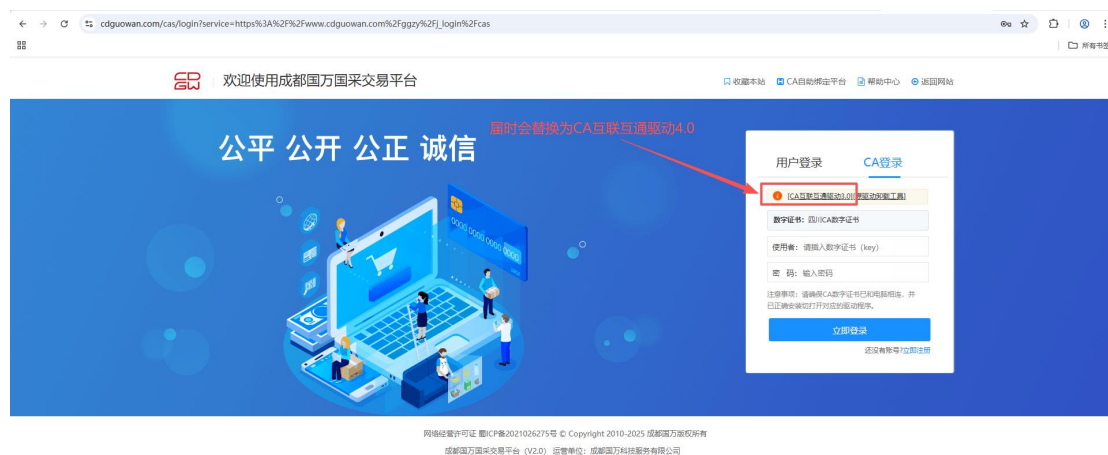 cdguowan.com/cas/login?service=https%3A%2F%2Fwww.cdguowan.com%2Fggzy%2Fj_login%2Fcas
所有书签
欢迎使用成都国万国采交易平台
收藏本站 CA自助绑定平台 帮助中心 返回网站
公平 公开 公正 诚信
届时会替换为CA互联互通驱动4.0
用户登录 CA登录
[CA互联互通驱动3.0][原驱动卸载工具]
数字证书: 四川CA数字证书
使用者: 请插入数字证书 (key)
密 码: 输入密码
注意事项: 请确保CA数字证书已和电脑相连, 并
已正确安装切打开对应的驱动程序。
立即登录
还没有账号?立即注册
0000 0000 0000 0000
网络经营许可证 蜀ICP备2021026275号 © Copyright 2010-2025 成都国万版权所有
成都国万国采交易平台 (V2.0) 运营单位: 成都国万科技服务有限公司